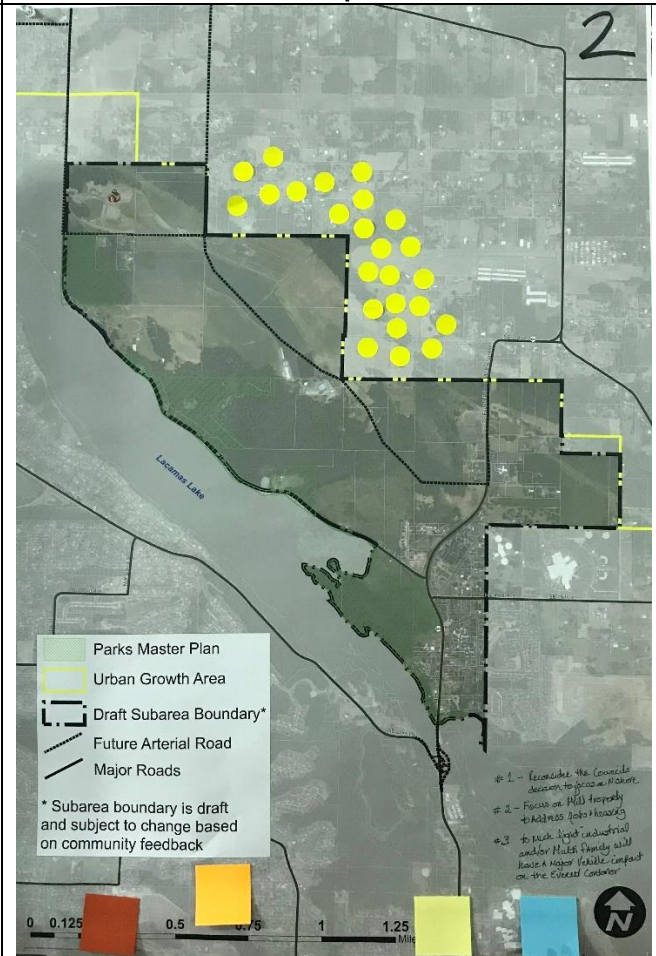 2
Lacamas Lake
Parks Master Plan
Urban Growth Area
Draft Subarea Boundary*
Future Arterial Road
Major Roads
* Subarea boundary is draft
and subject to change based
on community feedback
#1 - Reconsider the Councils
decision to focus on N Shore
#2 - Focus on Mill Property
to Address Jobs & housing
#3 to much light industrial
and/or Multi Family will
have A Major Vehicle impact
on the Everett Corridor
0 0.125 0.5 0.75 1 1.25
Mile
N